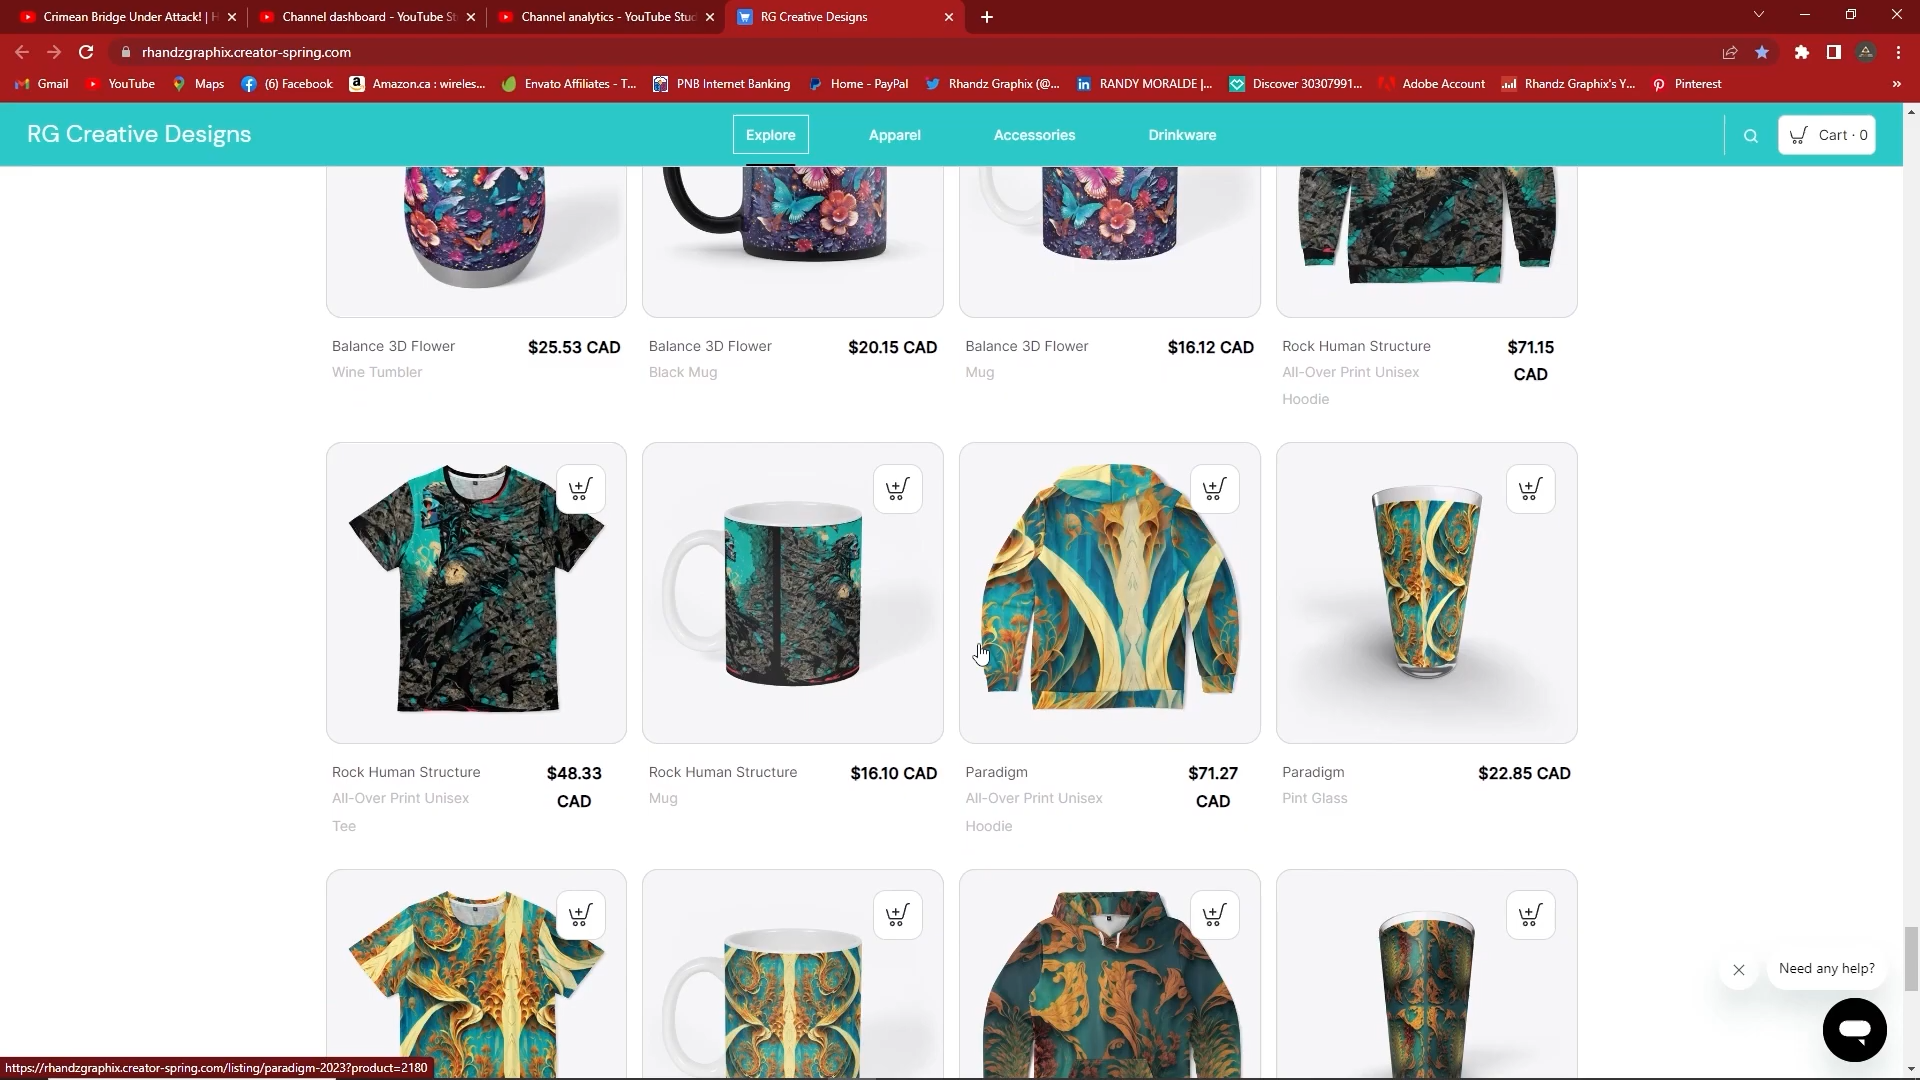 Crimean Bridge Under Attack! | H
Channel dashboard - YouTube St
Channel analytics - YouTube Stud
RG Creative Designs
rhandzgraphix.creator-spring.com
Gmail
YouTube
Maps
(6) Facebook
Amazon.ca : wireles...
Envato Affiliates - T...
PNB Internet Banking
Home - PayPal
Rhandz Graphix (@...
RANDY MORALDE |...
Discover 30307991...
Adobe Account
Rhandz Graphix's Y...
Pinterest
»
RG Creative Designs
Explore
Apparel
Accessories
Drinkware
Cart · 0
Balance 3D Flower $25.53 CAD
Wine Tumbler
Balance 3D Flower $20.15 CAD
Black Mug
Balance 3D Flower $16.12 CAD
Mug
Rock Human Structure $71.15
All-Over Print Unisex CAD
Hoodie
Rock Human Structure $48.33
All-Over Print Unisex CAD
Tee
Rock Human Structure $16.10 CAD
Mug
Paradigm $71.27
All-Over Print Unisex CAD
Hoodie
Paradigm $22.85 CAD
Pint Glass
Need any help?
https://rhandzgraphix.creator-spring.com/listing/paradigm-2023?product=2180